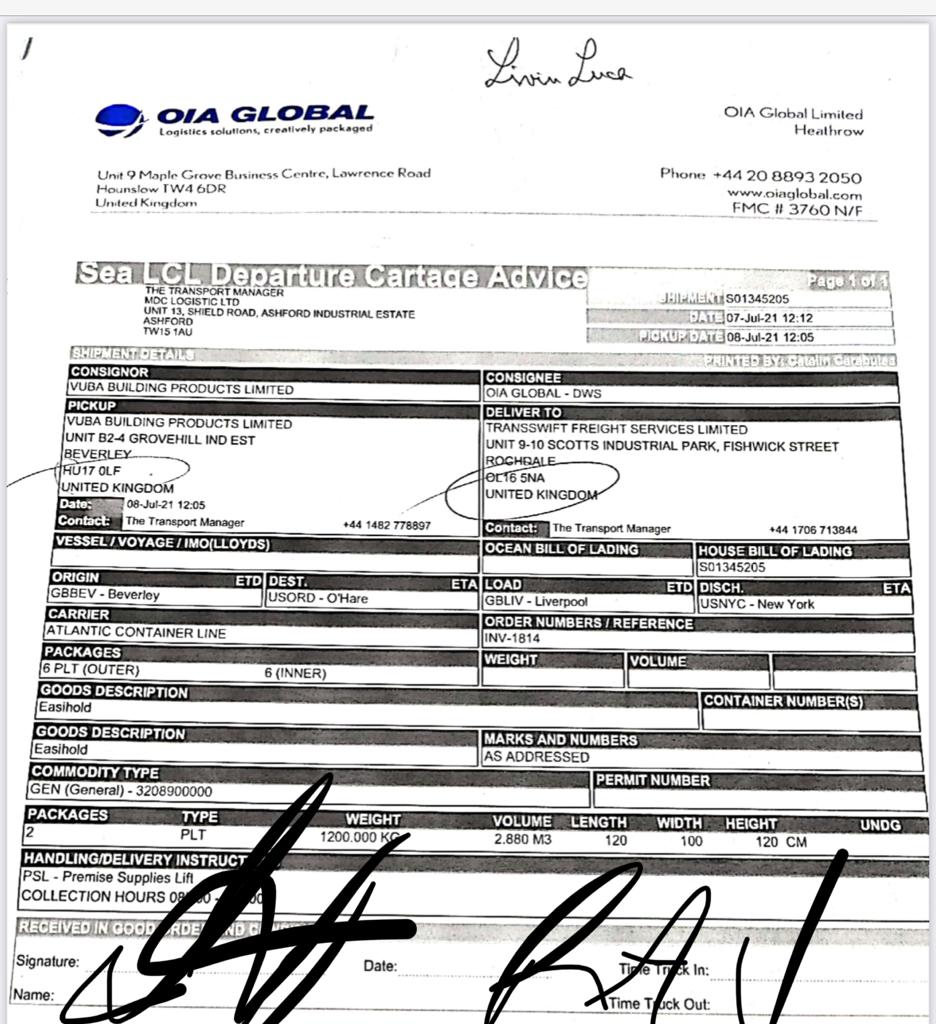 Livin Luca
OIA GLOBAL
Logistics solutions, creatively packaged
OIA Global Limited
Heathrow
Unit 9 Maple Grove Business Centre, Lawrence Road
Hounslow TW4 6DR
United Kingdom
Phone +44 20 8893 2050
www.oiaglobal.com
FMC # 3760 N/F
Sea LCL Departure Cartage Advice
Page 1 of 1
THE TRANSPORT MANAGER
MDC LOGISTIC LTD
UNIT 13, SHIELD ROAD, ASHFORD INDUSTRIAL ESTATE
ASHFORD
TW15 1AU
SHIPMENT S01345205
DATE 07-Jul-21 12:12
PICKUP DATE 08-Jul-21 12:05
SHIPMENT DETAILS
PRINTED BY: Catalin
CONSIGNOR
VUBA BUILDING PRODUCTS LIMITED
CONSIGNEE
OIA GLOBAL - DWS
PICKUP
VUBA BUILDING PRODUCTS LIMITED
UNIT B2-4 GROVEHILL IND EST
BEVERLEY
HU17 0LF
UNITED KINGDOM
Date: 08-Jul-21 12:05
Contact: The Transport Manager +44 1482 778897
DELIVER TO
TRANSSWIFT FREIGHT SERVICES LIMITED
UNIT 9-10 SCOTTS INDUSTRIAL PARK, FISHWICK STREET
ROCHDALE
OL16 5NA
UNITED KINGDOM
Contact: The Transport Manager +44 1706 713844
VESSEL / VOYAGE / IMO(LLOYDS)
OCEAN BILL OF LADING
HOUSE BILL OF LADING
S01345205
ORIGIN ETD DEST. ETA LOAD ETD DISCH. ETA
GBBEV - Beverley USORD - O'Hare GBLIV - Liverpool USNYC - New York
CARRIER
ATLANTIC CONTAINER LINE
ORDER NUMBERS / REFERENCE
INV-1814
PACKAGES
6 PLT (OUTER) 6 (INNER)
WEIGHT VOLUME
GOODS DESCRIPTION
Easihold
CONTAINER NUMBER(S)
GOODS DESCRIPTION
Easihold
MARKS AND NUMBERS
AS ADDRESSED
COMMODITY TYPE
GEN (General) - 3208900000
PERMIT NUMBER
PACKAGES TYPE WEIGHT VOLUME LENGTH WIDTH HEIGHT UNDG
2 PLT 1200.000 KG 2.880 M3 120 100 120 CM
HANDLING/DELIVERY INSTRUCT
PSL - Premise Supplies Lift
COLLECTION HOURS
RECEIVED IN GOOD ORDER AND
Signature: Date: Time Truck In:
Name: Time Truck Out: